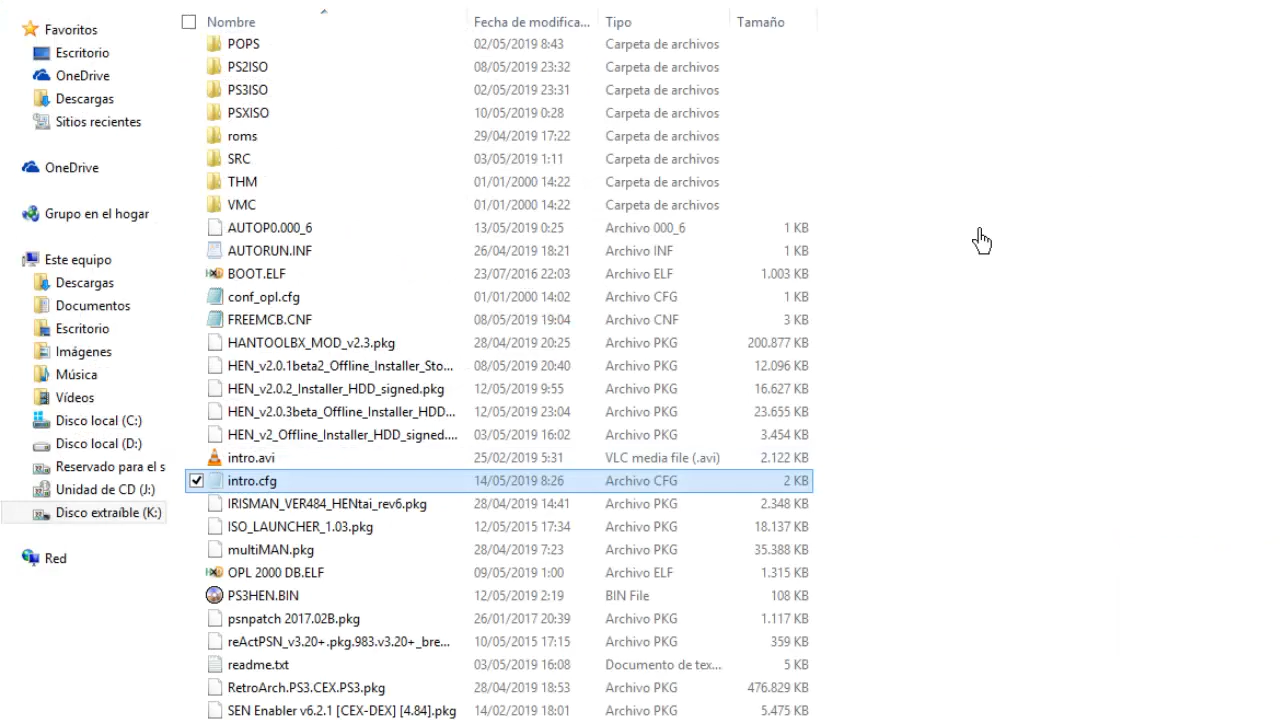 Favoritos
Escritorio
OneDrive
Descargas
Sitios recientes
OneDrive
Grupo en el hogar
Este equipo
Descargas
Documentos
Escritorio
Imágenes
Música
Vídeos
Disco local (C:)
Disco local (D:)
Reservado para el s
Unidad de CD (J:)
Disco extraíble (K:)
Red
Nombre Fecha de modifica... Tipo Tamaño
POPS 02/05/2019 8:43 Carpeta de archivos
PS2ISO 08/05/2019 23:32 Carpeta de archivos
PS3ISO 02/05/2019 23:31 Carpeta de archivos
PSXISO 10/05/2019 0:28 Carpeta de archivos
roms 29/04/2019 17:22 Carpeta de archivos
SRC 03/05/2019 1:11 Carpeta de archivos
THM 01/01/2000 14:22 Carpeta de archivos
VMC 01/01/2000 14:22 Carpeta de archivos
AUTOP0.000_6 13/05/2019 0:25 Archivo 000_6 1 KB
AUTORUN.INF 26/04/2019 18:21 Archivo INF 1 KB
BOOT.ELF 23/07/2016 22:03 Archivo ELF 1.003 KB
conf_opl.cfg 01/01/2000 14:02 Archivo CFG 1 KB
FREEMCB.CNF 08/05/2019 19:04 Archivo CNF 3 KB
HANTOOLBX_MOD_v2.3.pkg 28/04/2019 20:25 Archivo PKG 200.877 KB
HEN_v2.0.1beta2_Offline_Installer_Sto... 08/05/2019 20:40 Archivo PKG 12.096 KB
HEN_v2.0.2_Installer_HDD_signed.pkg 12/05/2019 9:55 Archivo PKG 16.627 KB
HEN_v2.0.3beta_Offline_Installer_HDD... 12/05/2019 23:04 Archivo PKG 23.655 KB
HEN_v2_Offline_Installer_HDD_signed.... 03/05/2019 16:02 Archivo PKG 3.454 KB
intro.avi 25/02/2019 5:31 VLC media file (.avi) 2.122 KB
intro.cfg 14/05/2019 8:26 Archivo CFG 2 KB
IRISMAN_VER484_HENtai_rev6.pkg 28/04/2019 14:41 Archivo PKG 2.348 KB
ISO_LAUNCHER_1.03.pkg 12/05/2015 17:34 Archivo PKG 18.137 KB
multiMAN.pkg 28/04/2019 7:23 Archivo PKG 35.388 KB
OPL 2000 DB.ELF 09/05/2019 1:00 Archivo ELF 1.315 KB
PS3HEN.BIN 12/05/2019 2:19 BIN File 108 KB
psnpatch 2017.02B.pkg 26/01/2017 20:39 Archivo PKG 1.117 KB
reActPSN_v3.20+.pkg.983.v3.20+_bre... 10/05/2015 17:15 Archivo PKG 359 KB
readme.txt 03/05/2019 16:08 Documento de tex... 5 KB
RetroArch.PS3.CEX.PS3.pkg 28/04/2019 18:53 Archivo PKG 476.829 KB
SEN Enabler v6.2.1 [CEX-DEX] [4.84].pkg 14/02/2019 18:01 Archivo PKG 5.475 KB